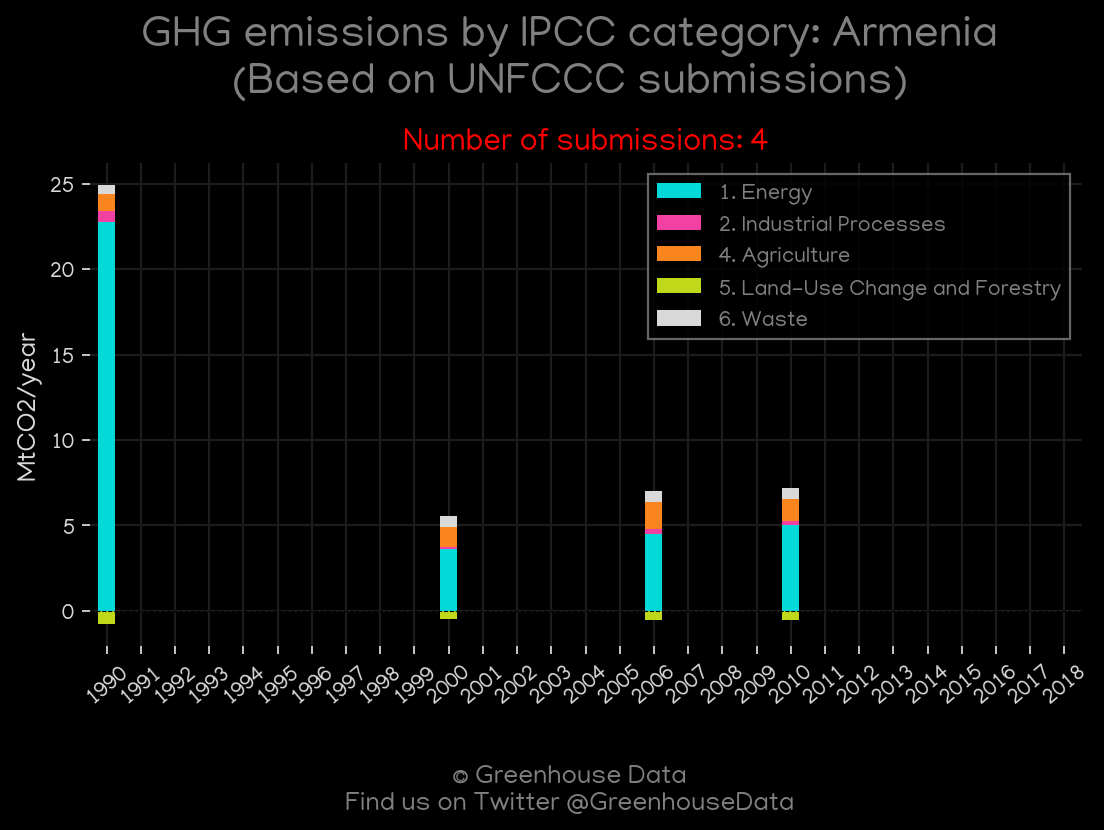 GHG emissions by IPCC category: Armenia
(Based on UNFCCC submissions)
Number of submissions: 4
25
20
15
10
5
0
MtCO2/year
1. Energy
2. Industrial Processes
4. Agriculture
5. Land-Use Change and Forestry
6. Waste
1990 1991 1992 1993 1994 1995 1996 1997 1998 1999 2000 2001 2002 2003 2004 2005 2006 2007 2008 2009 2010 2011 2012 2013 2014 2015 2016 2017 2018
© Greenhouse Data
Find us on Twitter @GreenhouseData